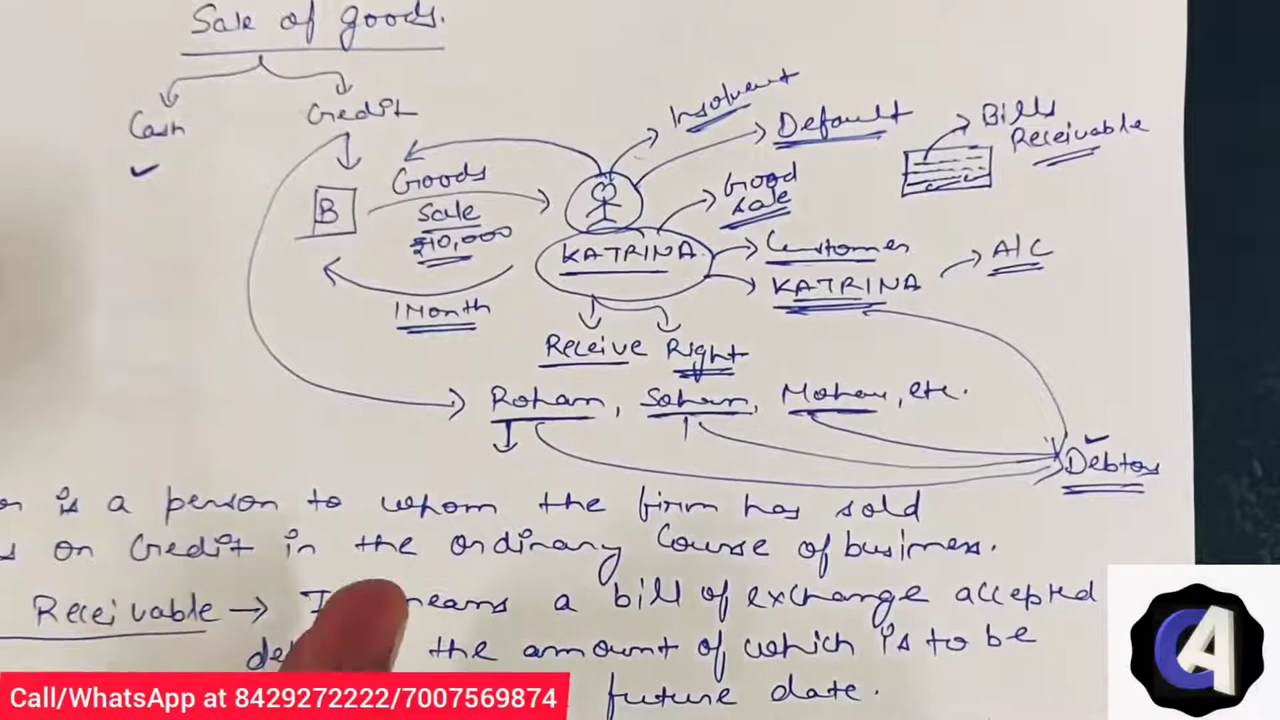 Sale of goods.
Cash
Credit
B
Goods
Sale
₹10,000
1 Month
KATRINA
Insolvent
Default
Good
Sale
Customer
KATRINA
A/C
Bills
Receivable
Receive Right
Rohan, Sohan, Mohan, etc.
Debtors
is a person to whom the firm has sold
on Credit in the ordinary Course of business.
Receivable → means a bill of exchange accepted
the amount of which is to be
future date.
CA
Call/WhatsApp at 8429272222/7007569874